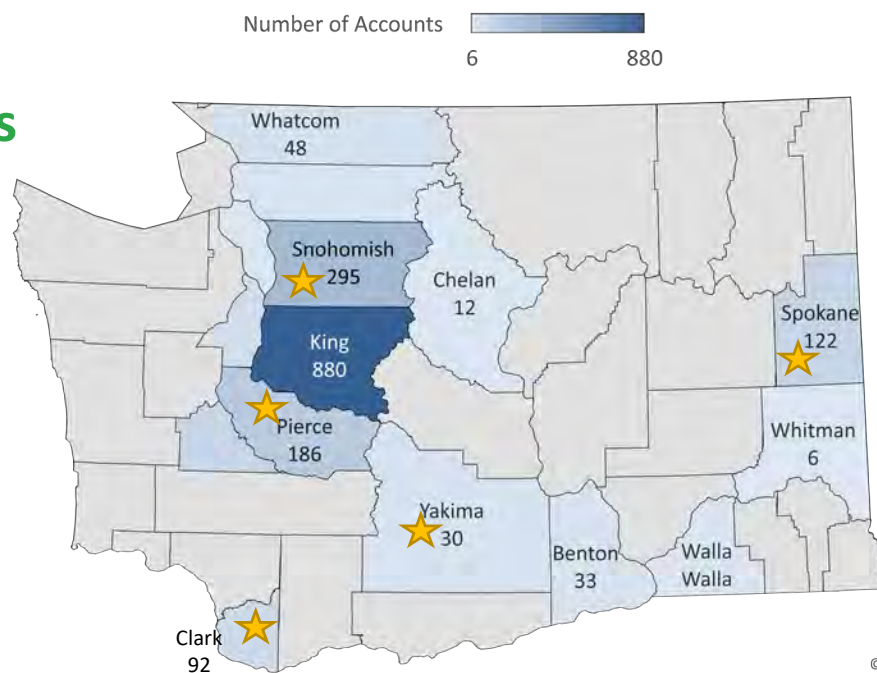 Number of Accounts
6 880
s
Whatcom
48
Snohomish
295
Chelan
12
King
880
Spokane
122
Pierce
186
Whitman
6
Yakima
30
Benton
33
Walla
Walla
Clark
92
©